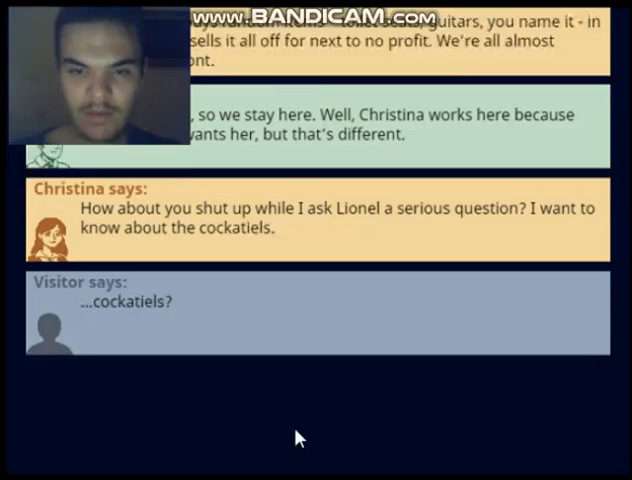 www.BANDICAM.com
guitars, you name it - in
sells it all off for next to no profit. We're all almost
, so we stay here. Well, Christina works here because
wants her, but that's different.
Christina says:
How about you shut up while I ask Lionel a serious question? I want to
know about the cockatiels.
Visitor says:
...cockatiels?